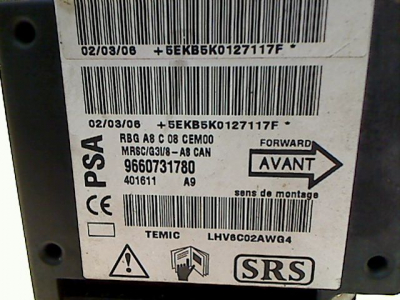 02/03/06 +5EKB5K0127117F*
02/03/06 +5EKB5K0127117F*
PSA
RBG A8 C 08 CEM00
MRSC/G3I/8-A8 CAN
9660731780
401611 A9
FORWARD
AVANT
sens de montage
CE
TEMIC LHV6C02AWG4
SRS